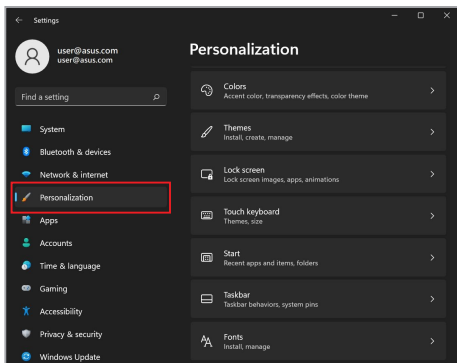 Settings
user@asus.com
user@asus.com
Find a setting
System
Bluetooth & devices
Network & internet
Personalization
Apps
Accounts
Time & language
Gaming
Accessibility
Privacy & security
Windows Update
Personalization
Colors
Accent color, transparency effects, color theme
Themes
Install, create, manage
Lock screen
Lock screen images, apps, animations
Touch keyboard
Themes, size
Start
Recent apps and items, folders
Taskbar
Taskbar behaviors, system pins
Fonts
Install, manage